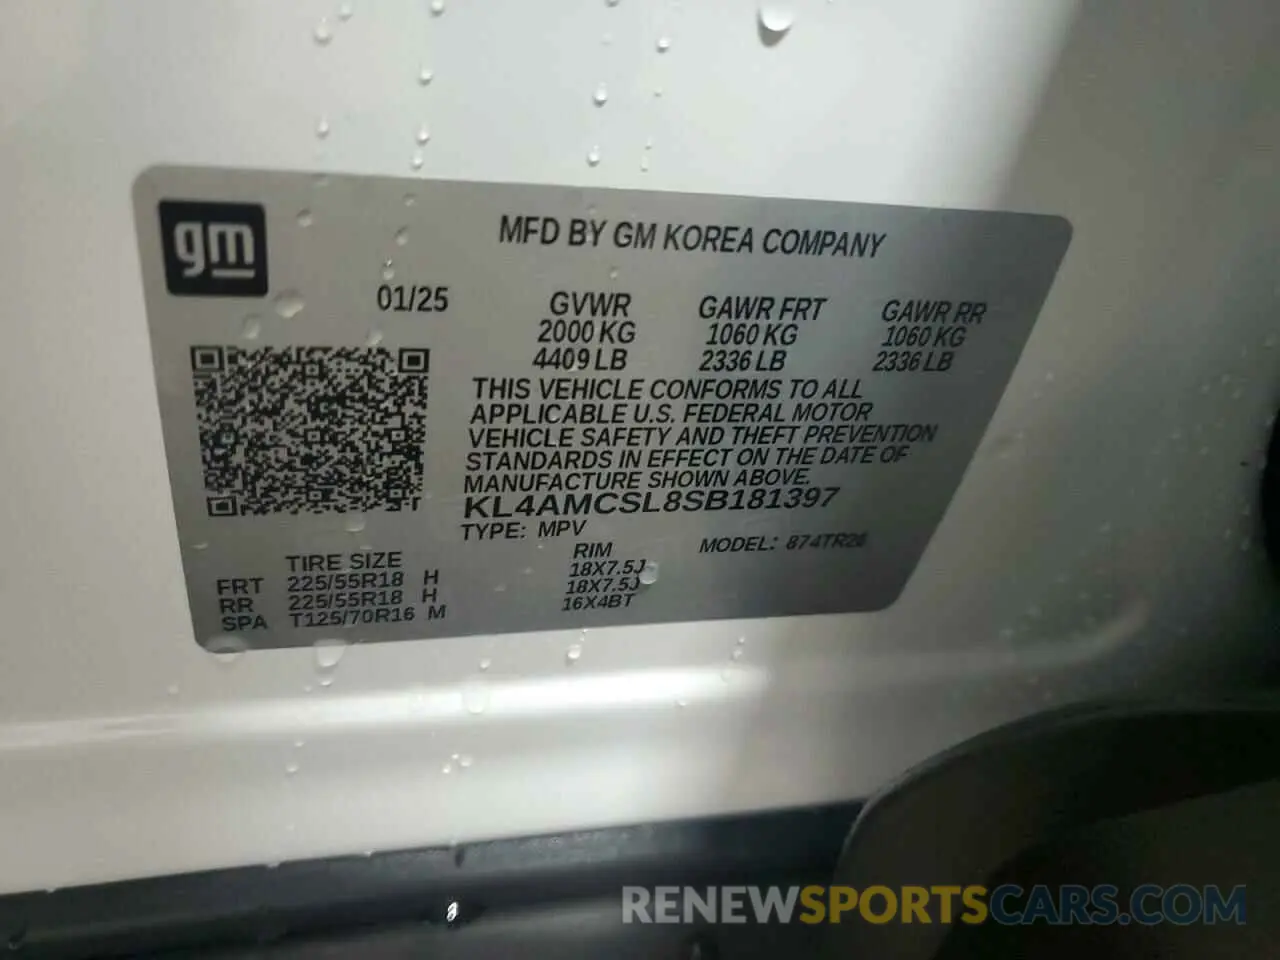 gm
MFD BY GM KOREA COMPANY
01/25 GVWR GAWR FRT GAWR RR
2000 KG 1060 KG 1060 KG
4409 LB 2336 LB 2336 LB
THIS VEHICLE CONFORMS TO ALL
APPLICABLE U.S. FEDERAL MOTOR
VEHICLE SAFETY AND THEFT PREVENTION
STANDARDS IN EFFECT ON THE DATE OF
MANUFACTURE SHOWN ABOVE.
KL4AMCSL8SB181397
TYPE: MPV MODEL: 874TR26
TIRE SIZE RIM
FRT 225/55R18 H 18X7.5J
RR 225/55R18 H 18X7.5J
SPA T125/70R16 M 16X4BT
RENEWSPORTSCARS.COM